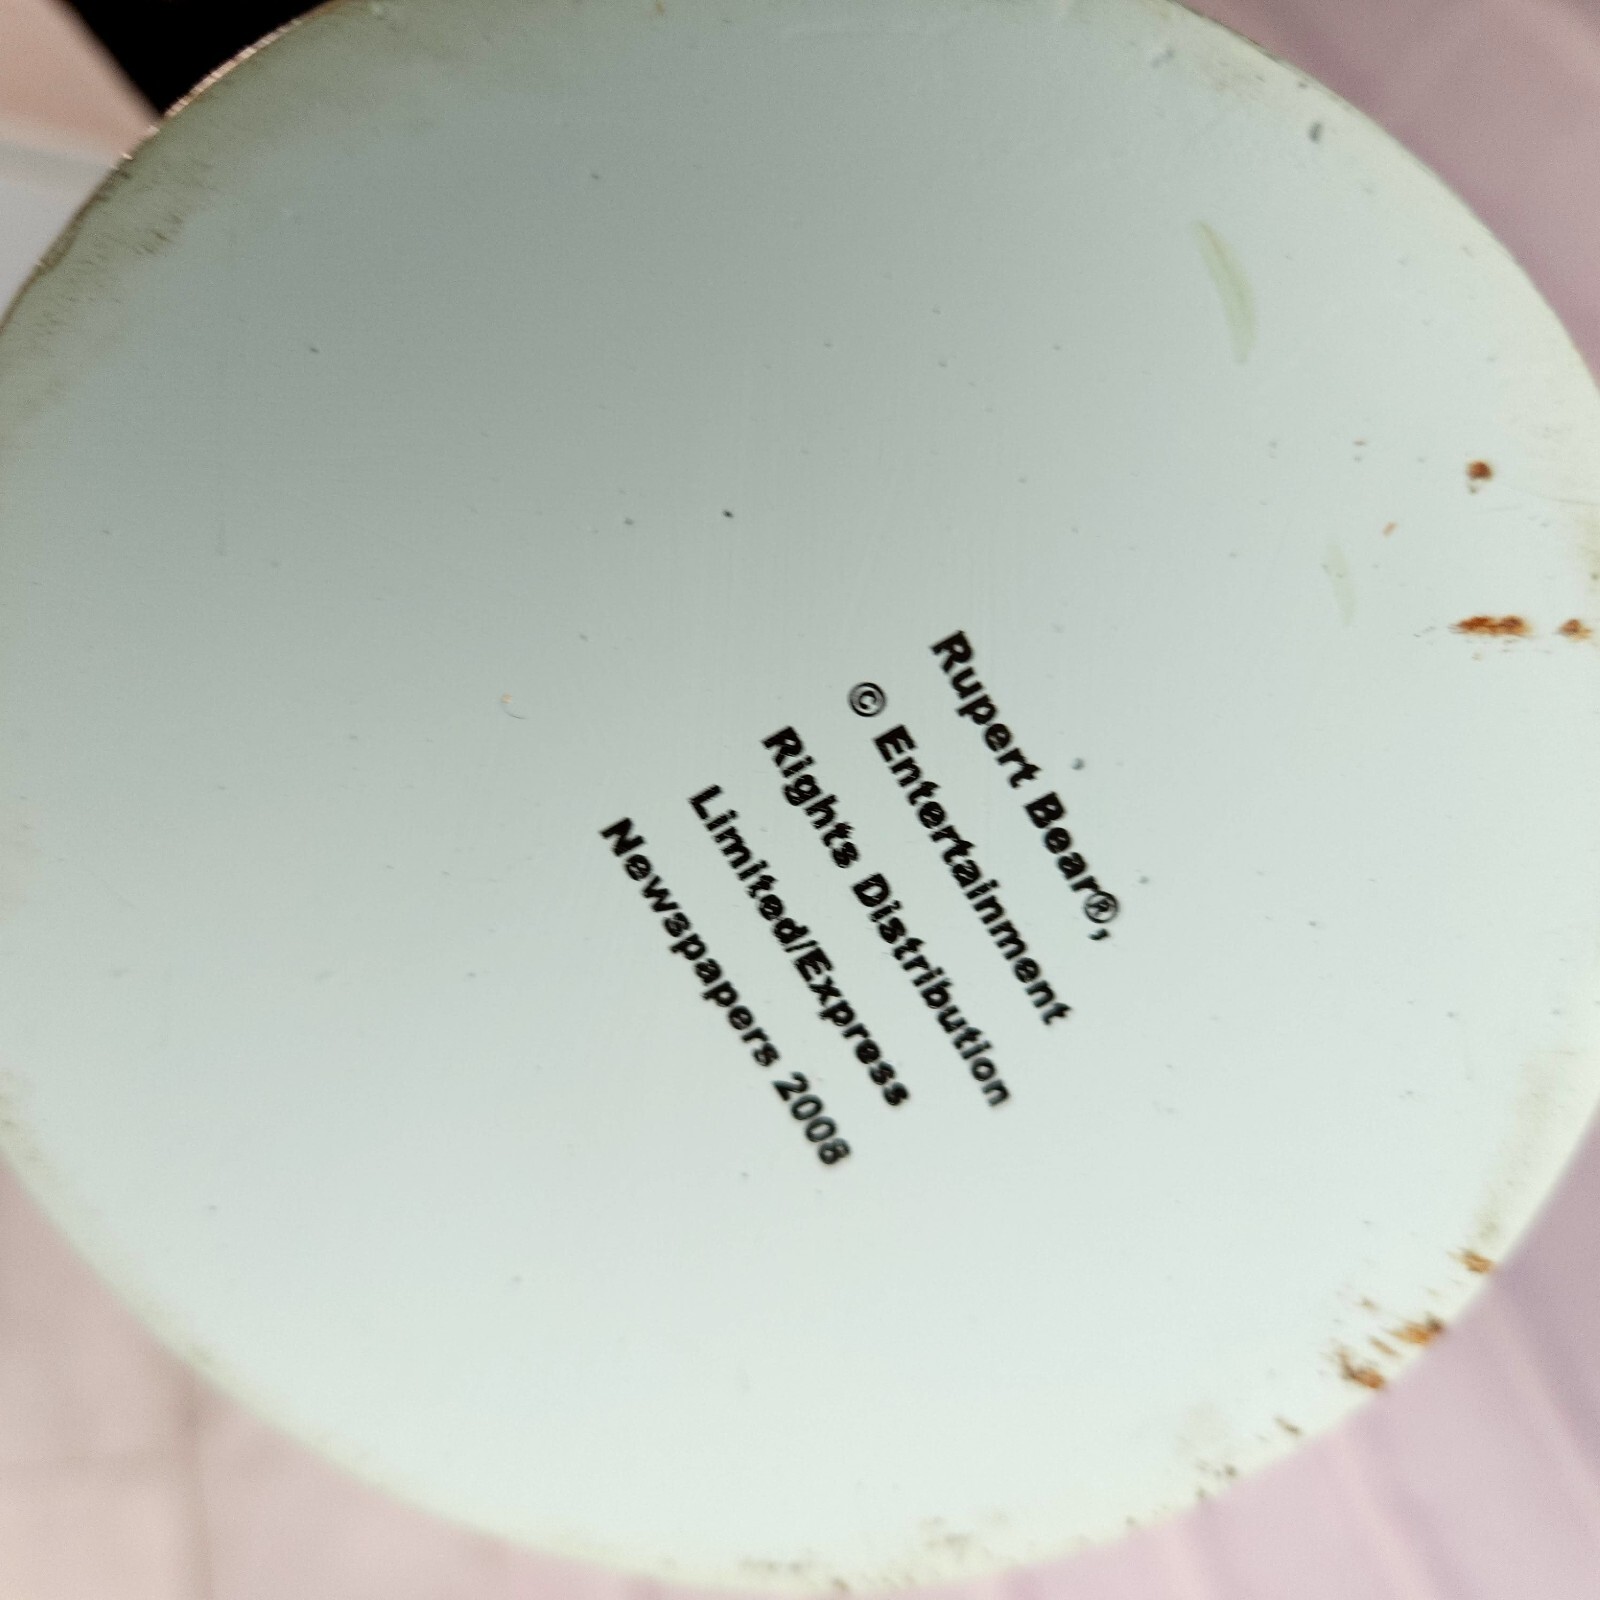 Rupert Bear®,
© Entertainment
Rights Distribution
Limited/Express
Newspapers 2008